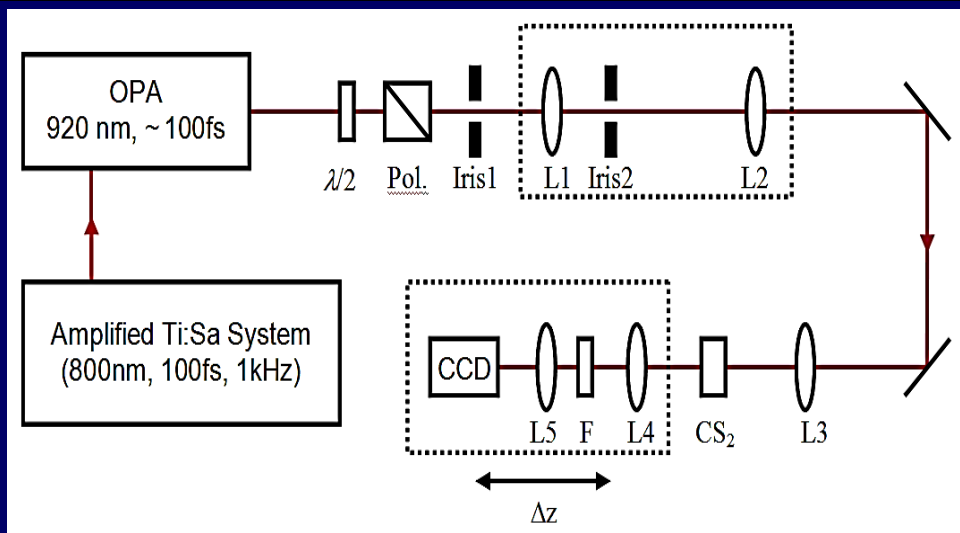 OPA
920 nm, ~ 100fs
λ/2 Pol. Iris1 L1 Iris2 L2
Amplified Ti:Sa System
(800nm, 100fs, 1kHz)
CCD
L5 F L4 CS₂ L3
Δz